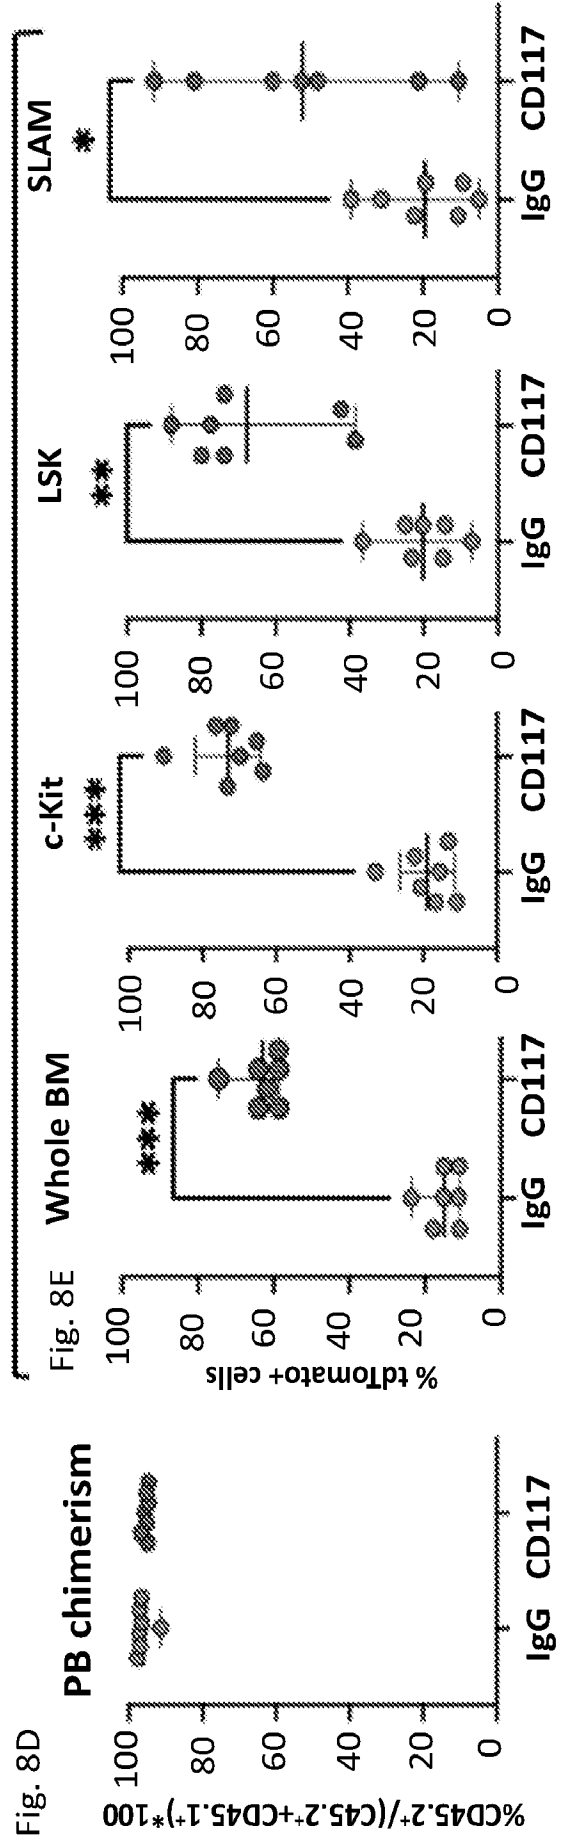 Fig. 8D
PB chimerism
%CD45.2⁺/(C45.2⁺+CD45.1⁺)*100
100
80
60
40
20
0
IgG CD117
Fig. 8E
Whole BM
***
% tdTomato+ cells
100
80
60
40
20
0
IgG CD117
c-Kit
***
100
80
60
40
20
0
IgG CD117
LSK
**
100
80
60
40
20
0
IgG CD117
SLAM
*
100
80
60
40
20
0
IgG CD117